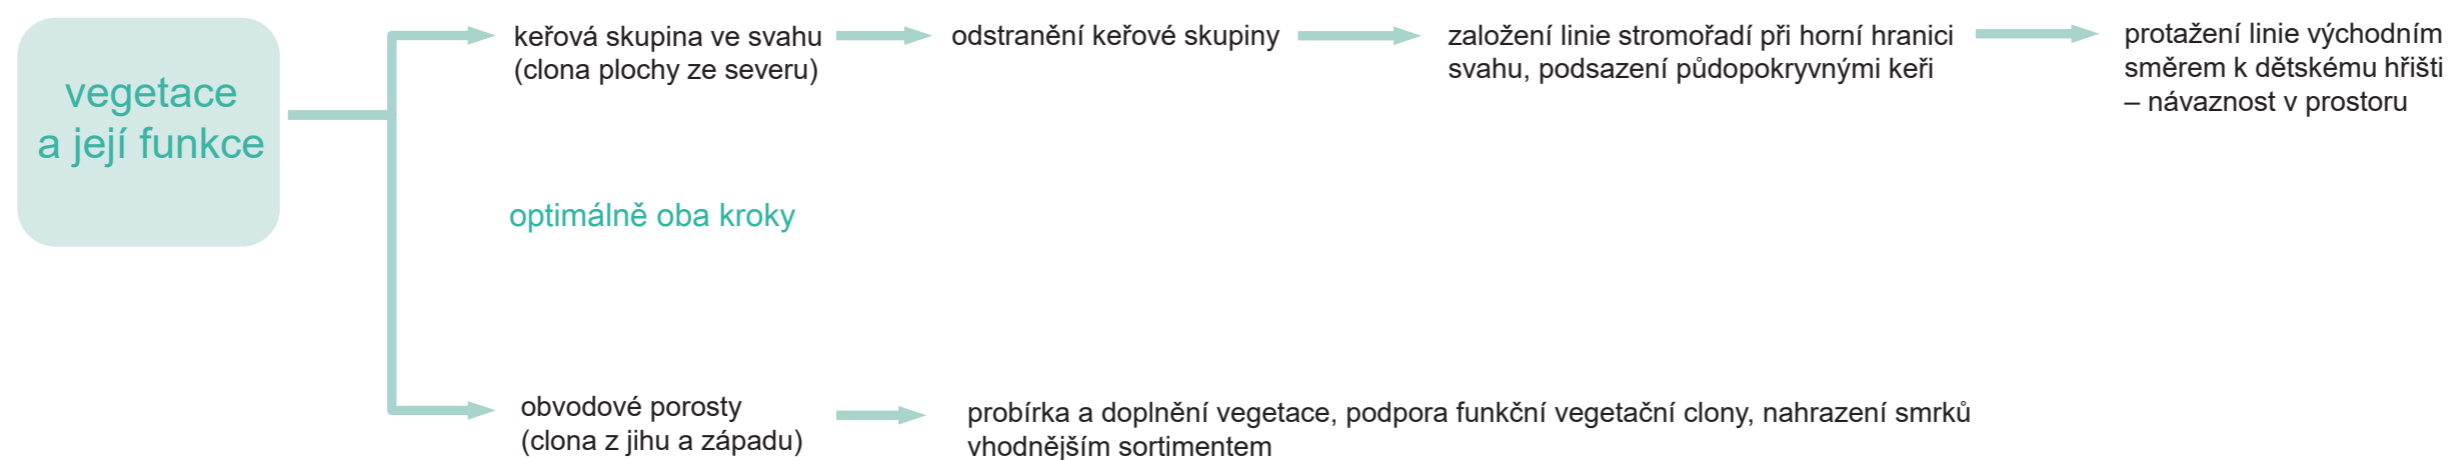 vegetace
a její funkce
keřová skupina ve svahu
(clona plochy ze severu)
odstranění keřové skupiny
založení linie stromořadí při horní hranici
svahu, podsazení půdopokryvnými keři
protažení linie východním
směrem k dětskému hřišti
– návaznost v prostoru
optimálně oba kroky
obvodové porosty
(clona z jihu a západu)
probírka a doplnění vegetace, podpora funkční vegetační clony, nahrazení smrků
vhodnějším sortimentem